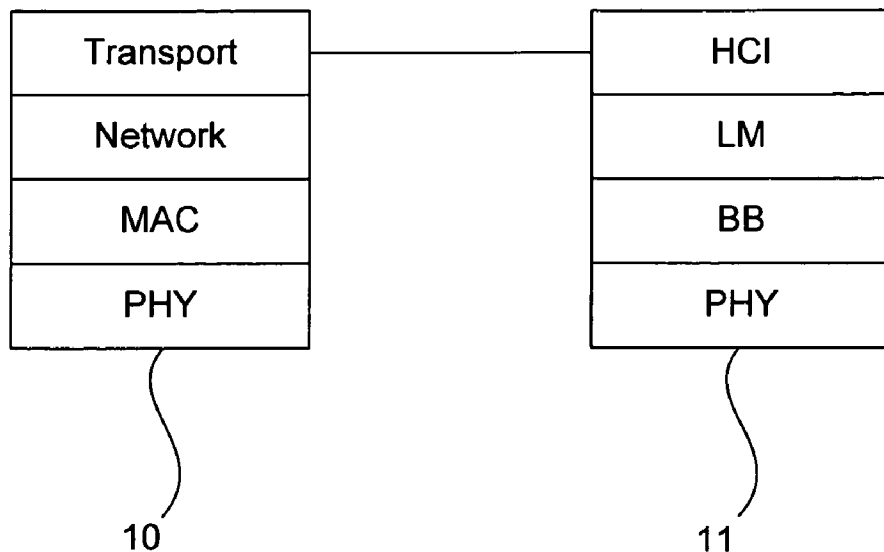 Transport
Network
MAC
PHY
10
HCI
LM
BB
PHY
11